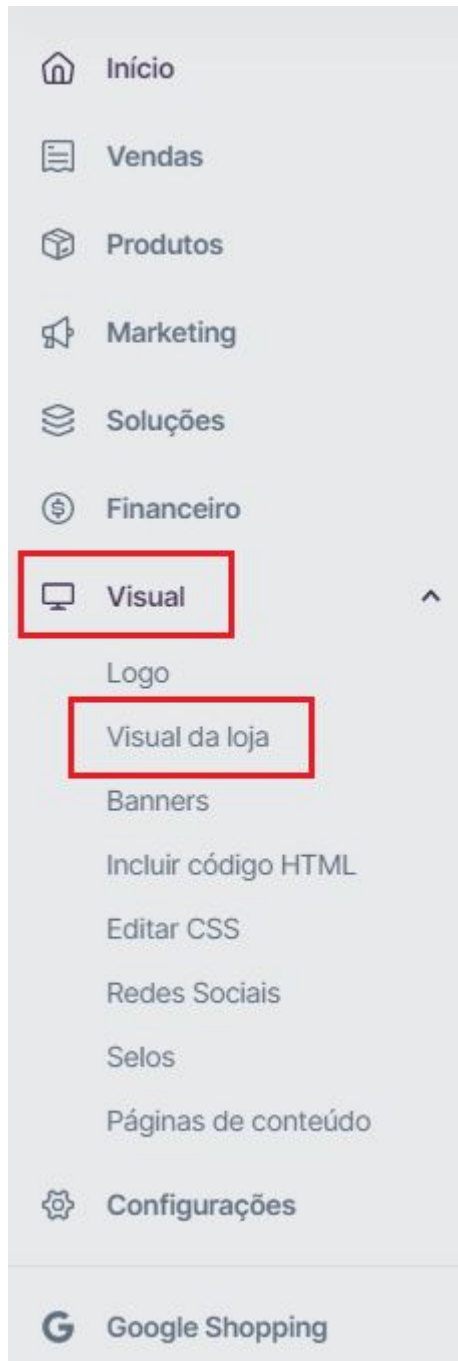 Início
Vendas
Produtos
Marketing
Soluções
Financeiro
Visual
Logo
Visual da loja
Banners
Incluir código HTML
Editar CSS
Redes Sociais
Selos
Páginas de conteúdo
Configurações
Google Shopping